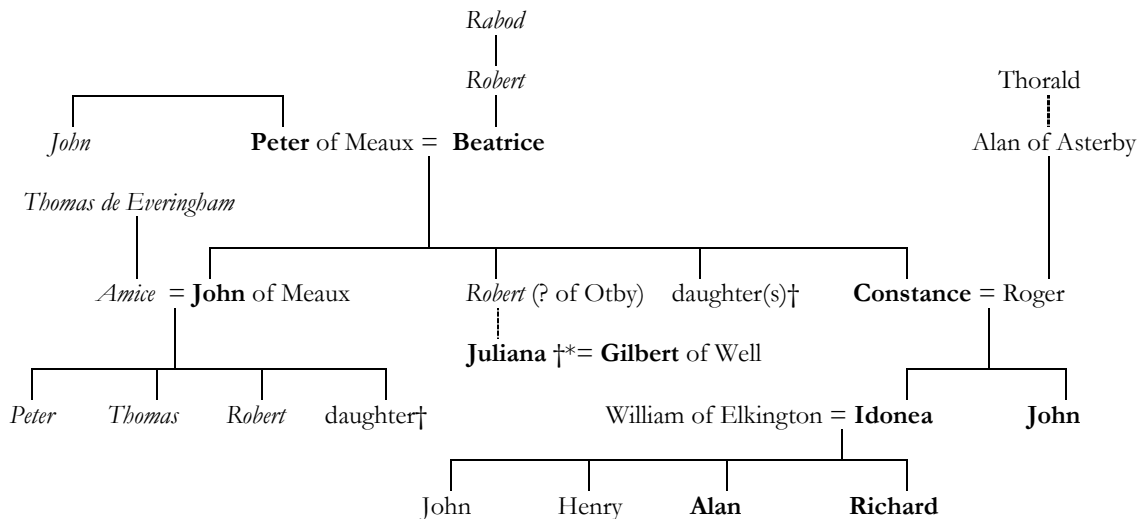 Rabod
Robert
Thorald
John
Peter of Meaux = Beatrice
Alan of Asterby
Thomas de Everingham
Amice = John of Meaux
Robert (? of Otby)
daughter(s)†
Constance = Roger
Juliana †*= Gilbert of Well
Peter
Thomas
Robert
daughter†
William of Elkington = Idonea
John
John
Henry
Alan
Richard